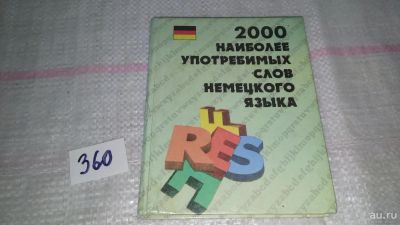 2000
НАИБОЛЕЕ
УПОТРЕБИМЫХ
СЛОВ
НЕМЕЦКОГО
ЯЗЫКА
360
RES
au.ru